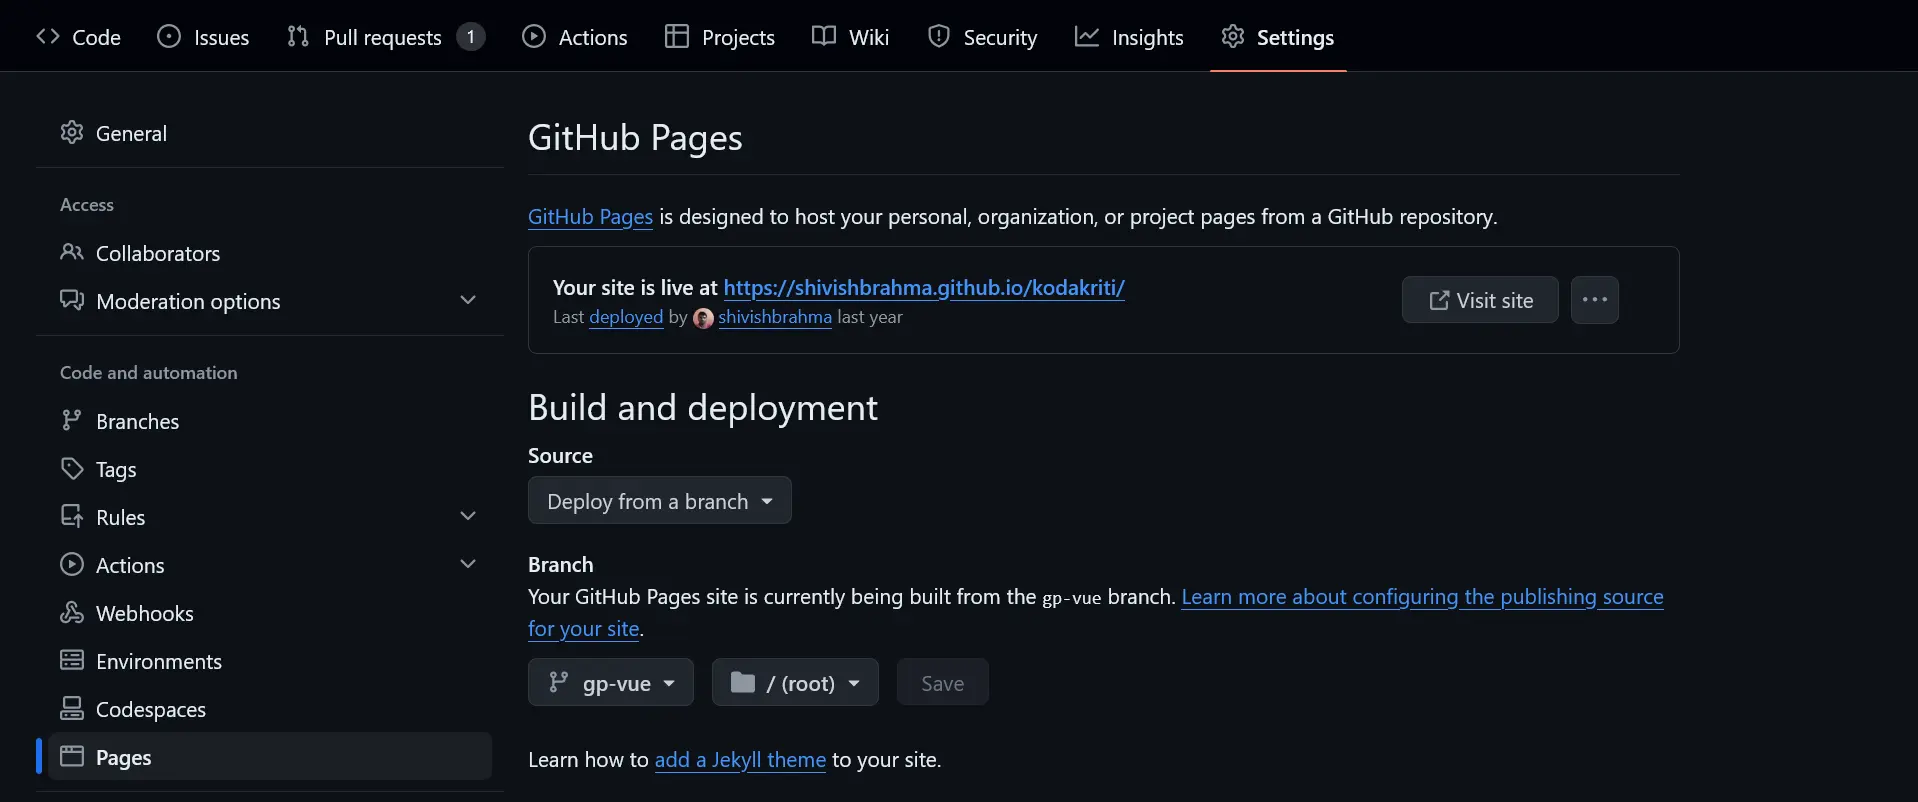 Code Issues Pull requests 1 Actions Projects Wiki Security Insights Settings
General
Access
Collaborators
Moderation options
Code and automation
Branches
Tags
Rules
Actions
Webhooks
Environments
Codespaces
Pages
GitHub Pages
GitHub Pages is designed to host your personal, organization, or project pages from a GitHub repository.
Your site is live at https://shivishbrahma.github.io/kodakriti/
Last deployed by shivishbrahma last year
Visit site
Build and deployment
Source
Deploy from a branch
Branch
Your GitHub Pages site is currently being built from the gp-vue branch. Learn more about configuring the publishing source
for your site.
gp-vue / (root) Save
Learn how to add a Jekyll theme to your site.